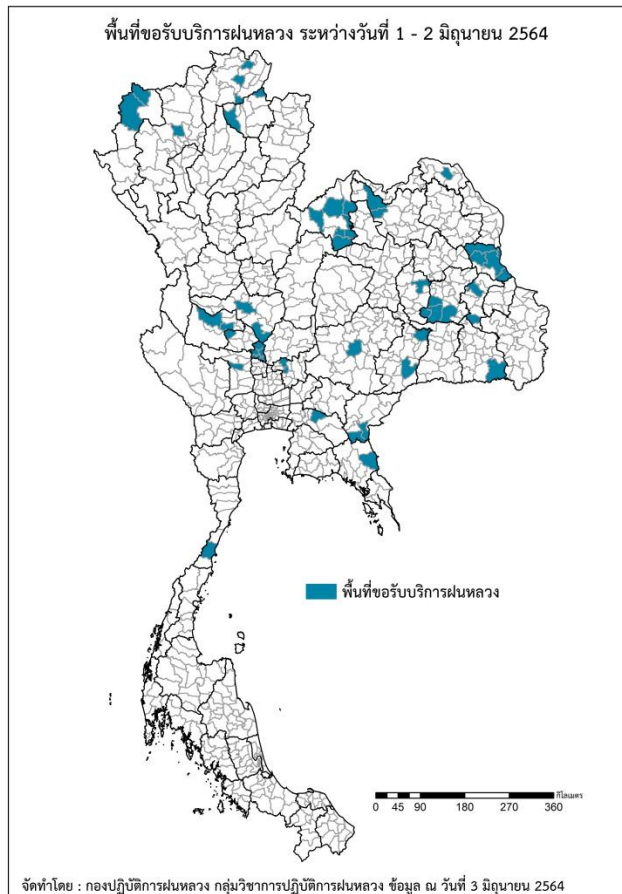 พื้นที่ขอรับบริการฝนหลวง ระหว่างวันที่ 1 - 2 มิถุนายน 2564
พื้นที่ขอรับบริการฝนหลวง
กิโลเมตร
0 45 90 180 270 360
จัดทำโดย : กองปฏิบัติการฝนหลวง กลุ่มวิชาการปฏิบัติการฝนหลวง ข้อมูล ณ วันที่ 3 มิถุนายน 2564